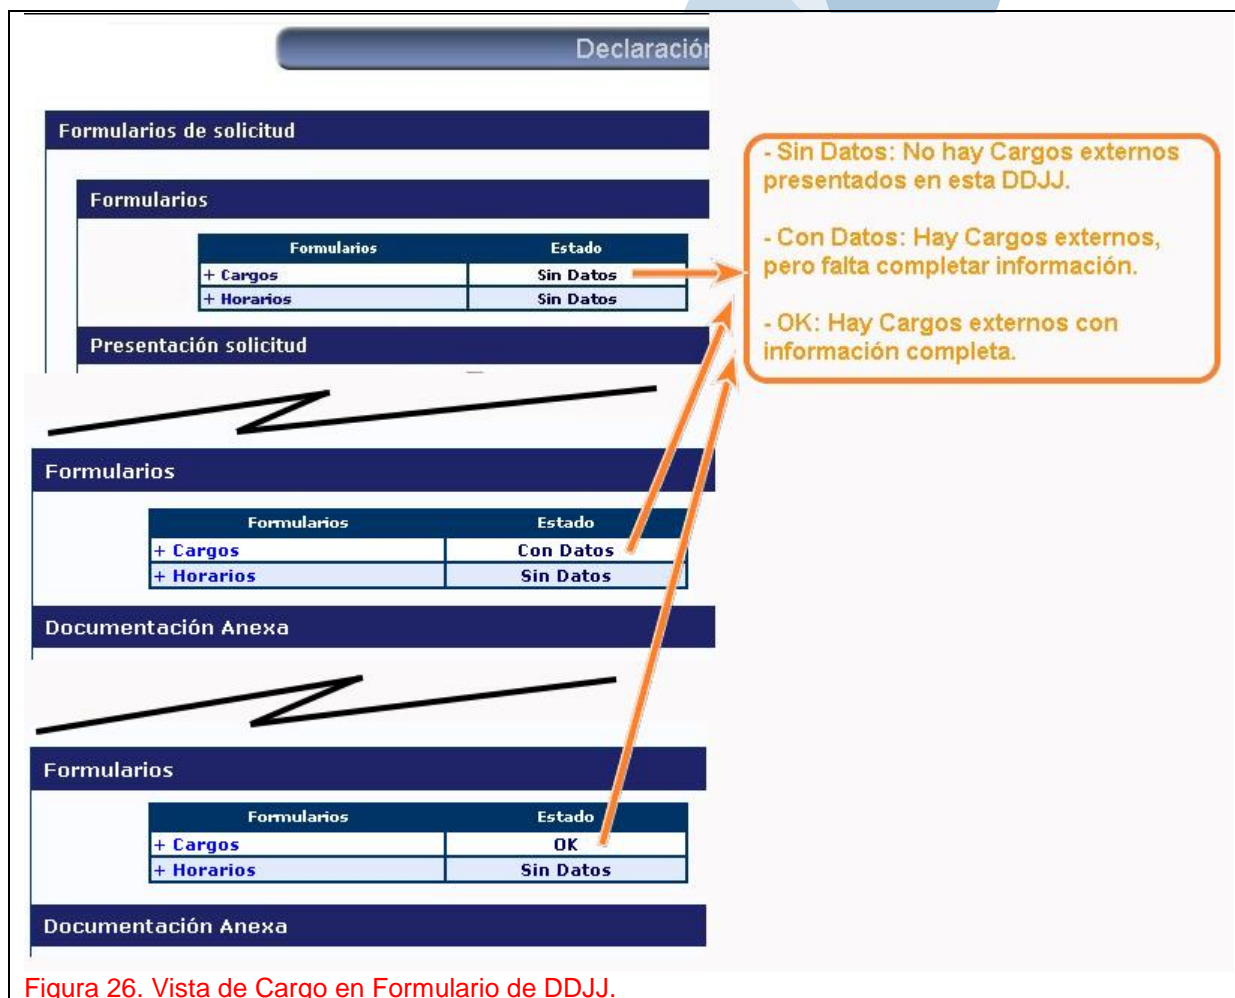 Declaración
Formularios de solicitud
Formularios
Formularios Estado
+ Cargos Sin Datos
+ Horarios Sin Datos
Presentación solicitud
- Sin Datos: No hay Cargos externos
presentados en esta DDJJ.
- Con Datos: Hay Cargos externos,
pero falta completar información.
- OK: Hay Cargos externos con
información completa.
Formularios
Formularios Estado
+ Cargos Con Datos
+ Horarios Sin Datos
Documentación Anexa
Formularios
Formularios Estado
+ Cargos OK
+ Horarios Sin Datos
Documentación Anexa
Figura 26. Vista de Cargo en Formulario de DDJJ.